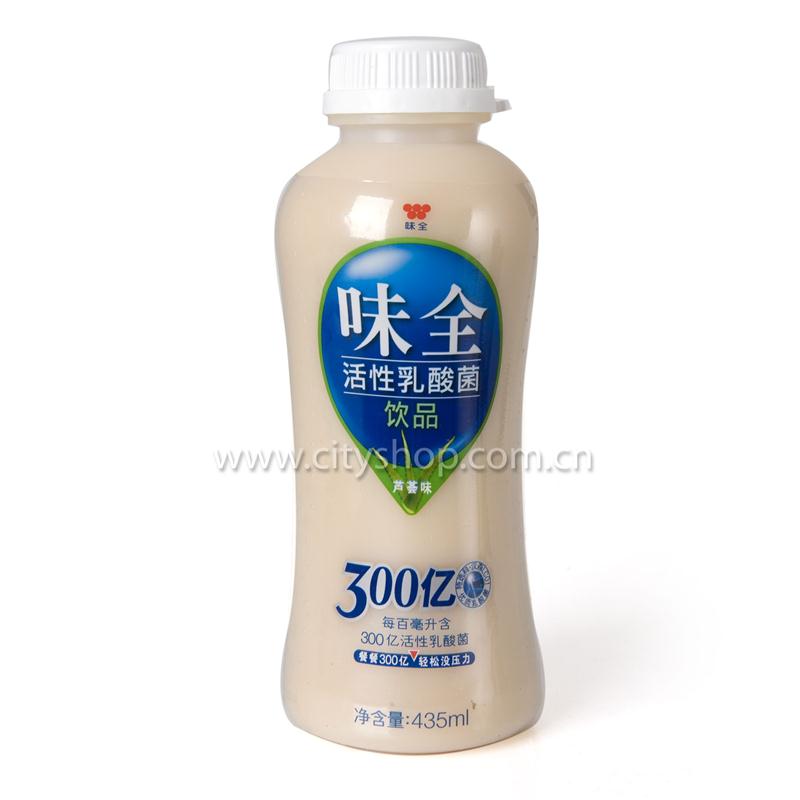 味全
味全
活性乳酸菌
饮品
www.cityshop.com.cn
芦荟味
300亿
每百毫升含
300亿活性乳酸菌
餐餐300亿 轻松没压力
净含量:435ml